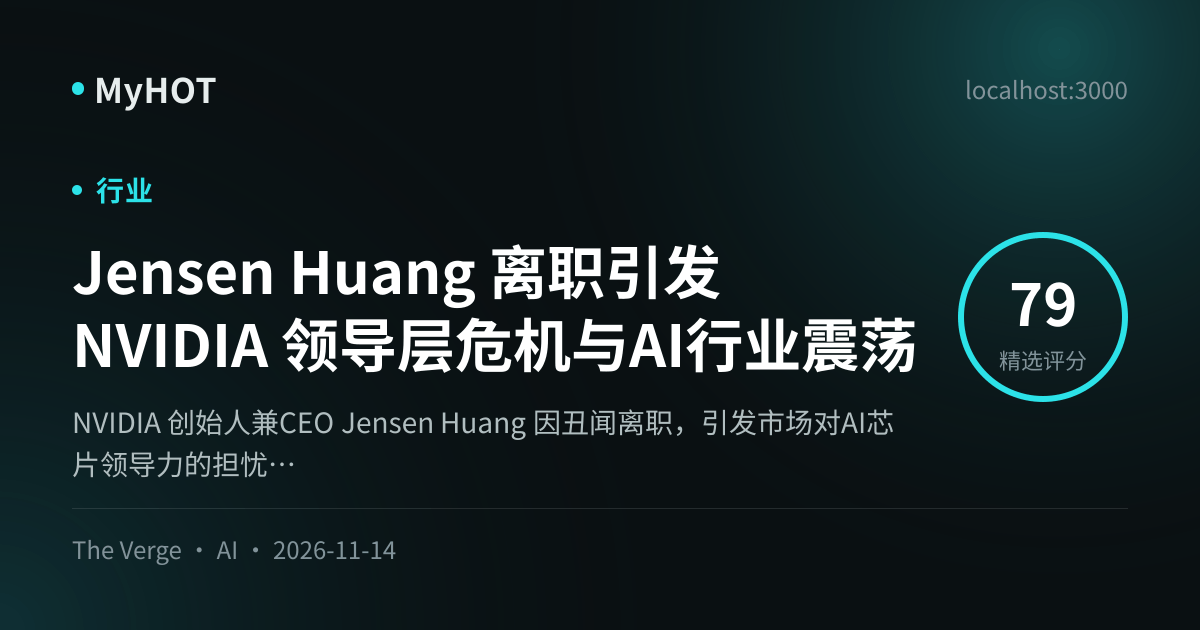 MyHOT
localhost:3000
行业
Jensen Huang 离职引发
NVIDIA 领导层危机与AI行业震荡
79
精选评分
NVIDIA 创始人兼CEO Jensen Huang 因丑闻离职，引发市场对AI芯
片领导力的担忧…
The Verge · AI · 2026-11-14